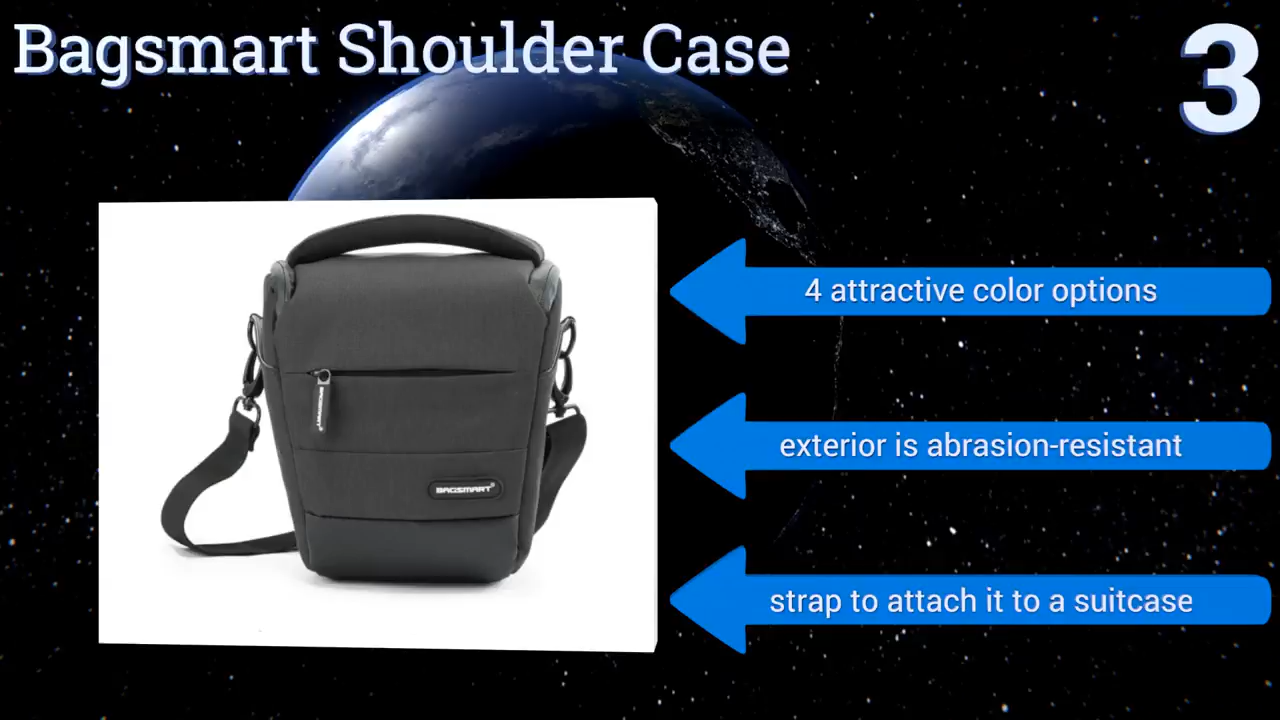 Bagsmart Shoulder Case
3
4 attractive color options
exterior is abrasion-resistant
strap to attach it to a suitcase
BAGSMART
BAGSMART